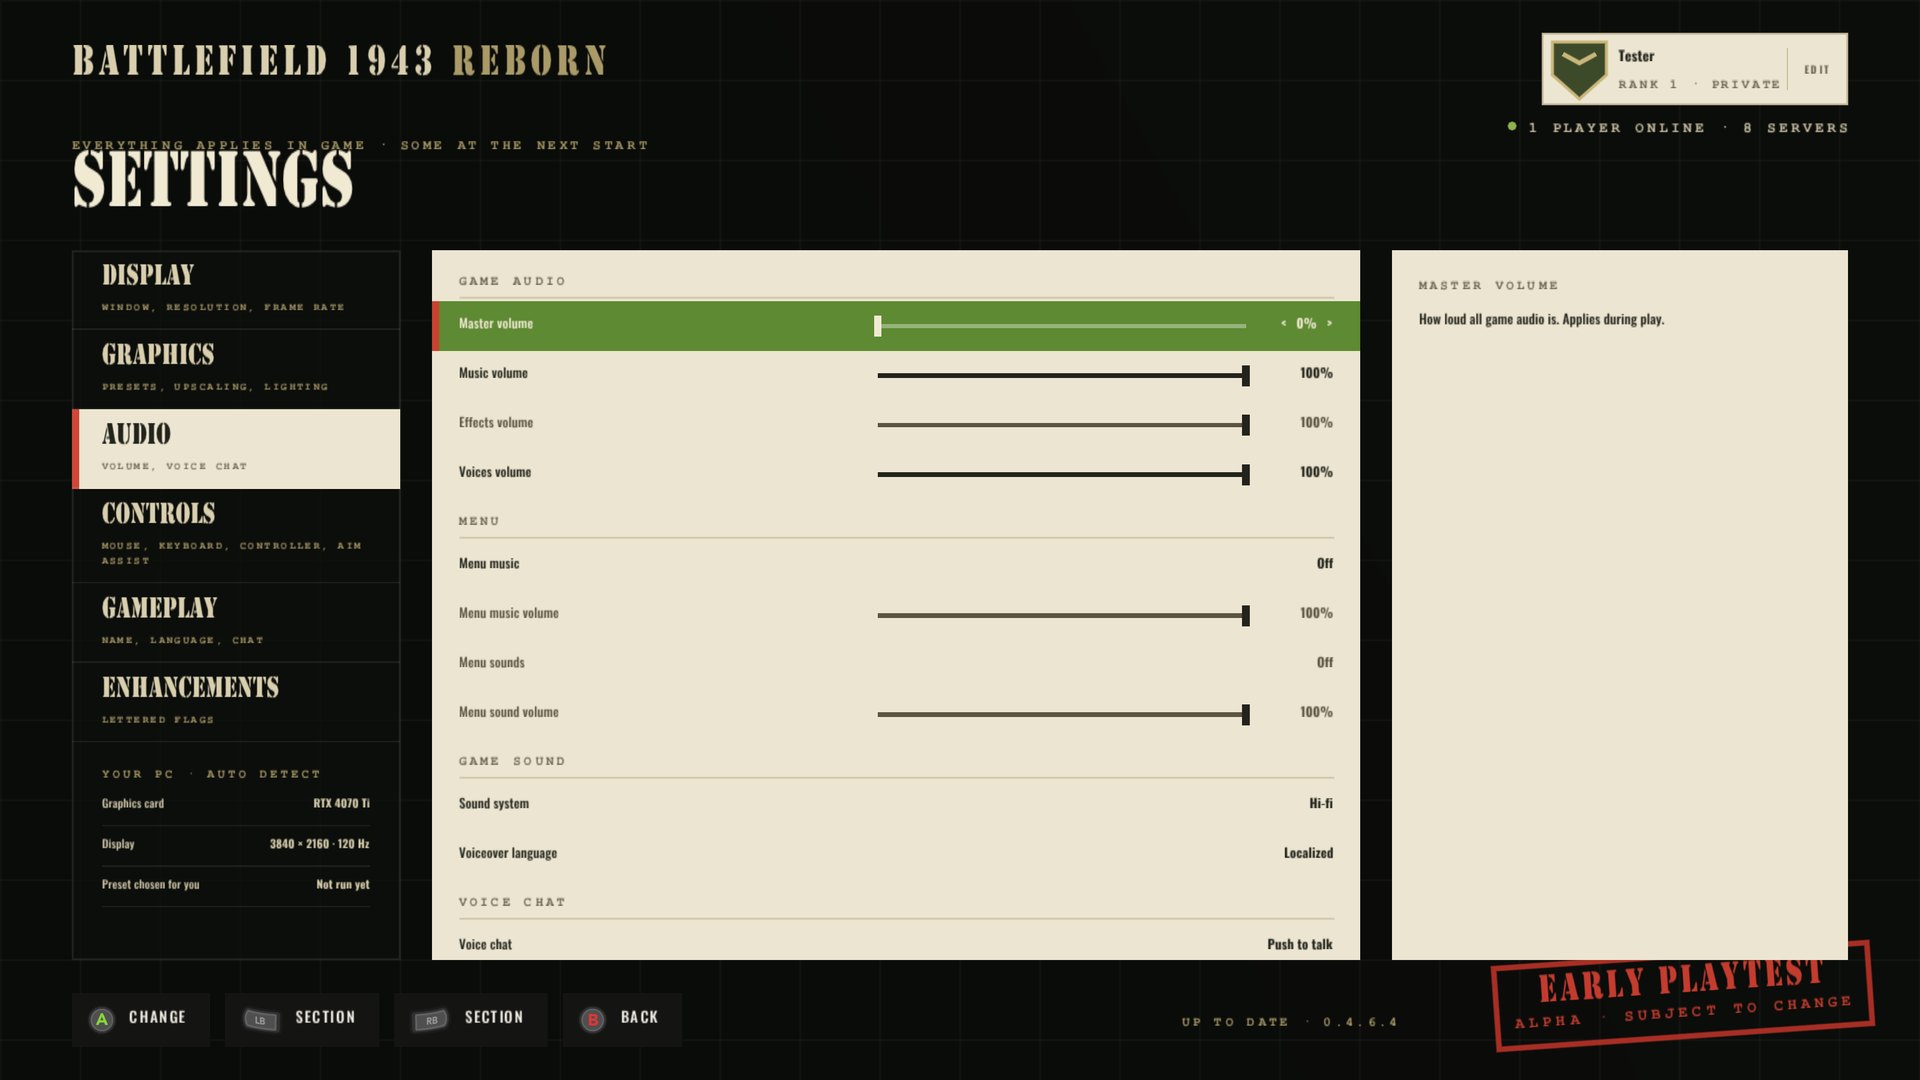 BATTLEFIELD 1943 REBORN
Tester
RANK 1 · PRIVATE
EDIT
1 PLAYER ONLINE · 8 SERVERS
EVERYTHING APPLIES IN GAME · SOME AT THE NEXT START
SETTINGS
DISPLAY
WINDOW, RESOLUTION, FRAME RATE
GRAPHICS
PRESETS, UPSCALING, LIGHTING
AUDIO
VOLUME, VOICE CHAT
CONTROLS
MOUSE, KEYBOARD, CONTROLLER, AIM
ASSIST
GAMEPLAY
NAME, LANGUAGE, CHAT
ENHANCEMENTS
LETTERED FLAGS
YOUR PC · AUTO DETECT
Graphics card RTX 4070 Ti
Display 3840 × 2160 · 120 Hz
Preset chosen for you Not run yet
GAME AUDIO
Master volume < 0% >
Music volume 100%
Effects volume 100%
Voices volume 100%
MENU
Menu music Off
Menu music volume 100%
Menu sounds Off
Menu sound volume 100%
GAME SOUND
Sound system Hi-fi
Voiceover language Localized
VOICE CHAT
Voice chat Push to talk
MASTER VOLUME
How loud all game audio is. Applies during play.
A CHANGE
LB SECTION
RB SECTION
B BACK
UP TO DATE · 0.4.6.4
EARLY PLAYTEST
ALPHA · SUBJECT TO CHANGE